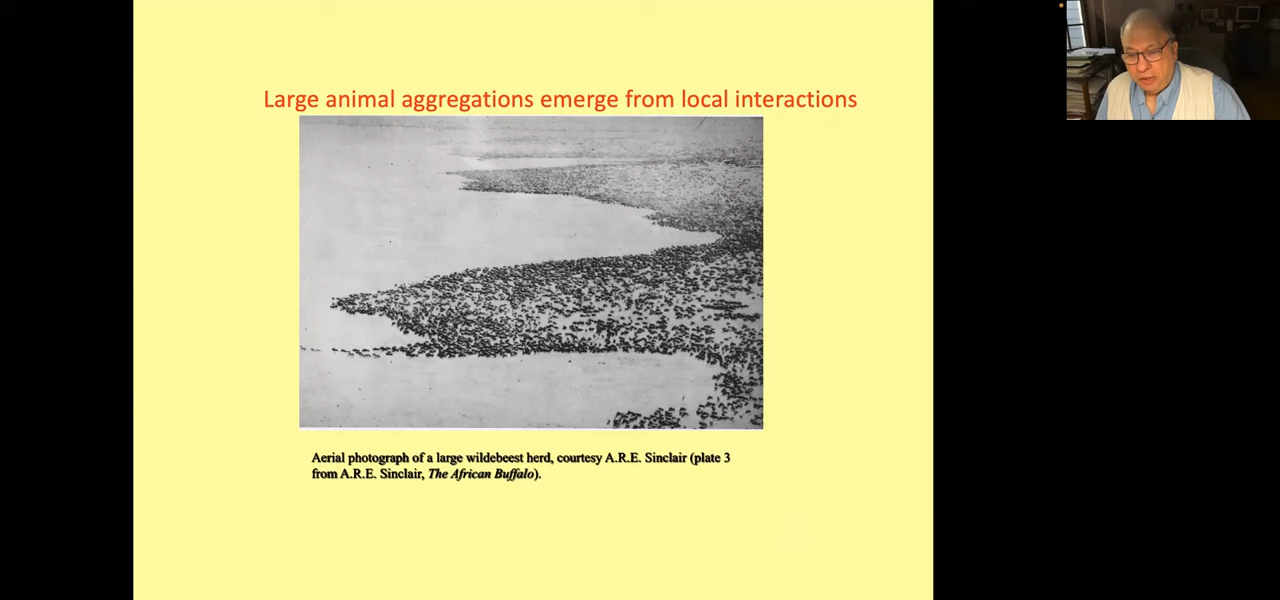 Large animal aggregations emerge from local interactions
Aerial photograph of a large wildebeest herd, courtesy A.R.E. Sinclair (plate 3
from A.R.E. Sinclair, The African Buffalo).